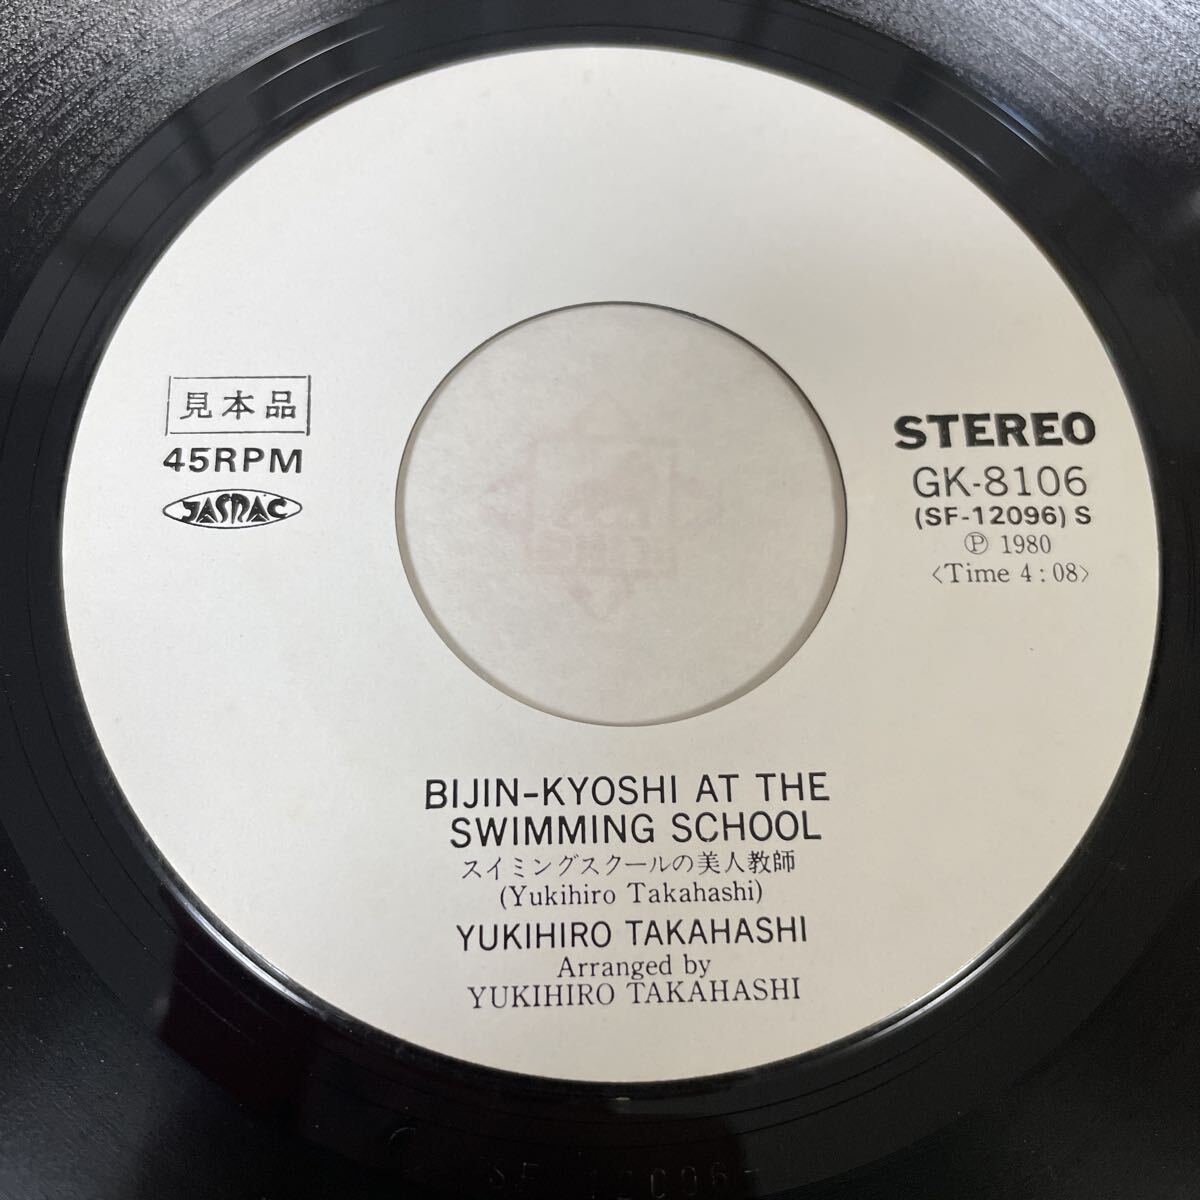 見本品
45RPM
JASRAC
STEREO
GK-8106
(SF-12096) S
Ⓟ 1980
〈Time 4:08〉
BIJIN-KYOSHI AT THE
SWIMMING SCHOOL
スイミングスクールの美人教師
(Yukihiro Takahashi)
YUKIHIRO TAKAHASHI
Arranged by
YUKIHIRO TAKAHASHI
SF 12096